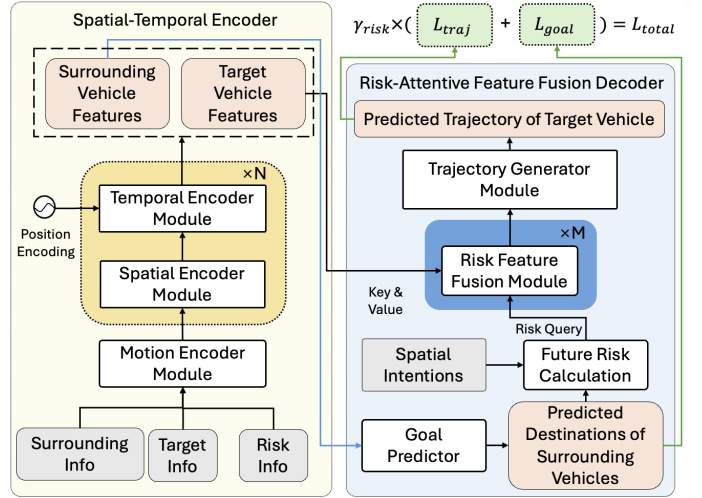 Spatial-Temporal Encoder
γrisk×( Ltraj + Lgoal ) = Ltotal
Surrounding
Vehicle
Features
Target
Vehicle
Features
×N
Temporal Encoder
Module
Position
Encoding
Spatial Encoder
Module
Motion Encoder
Module
Surrounding
Info
Target
Info
Risk
Info
Risk-Attentive Feature Fusion Decoder
Predicted Trajectory of Target Vehicle
Trajectory Generator
Module
×M
Risk Feature
Fusion Module
Key &
Value
Risk Query
Spatial
Intentions
Future Risk
Calculation
Goal
Predictor
Predicted
Destinations of
Surrounding
Vehicles